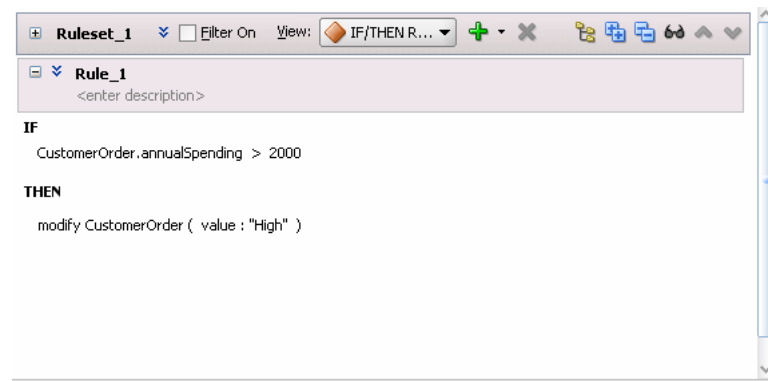 Ruleset_1 Filter On View: IF/THEN R...
Rule_1
<enter description>
IF
CustomerOrder.annualSpending > 2000
THEN
modify CustomerOrder ( value : "High" )